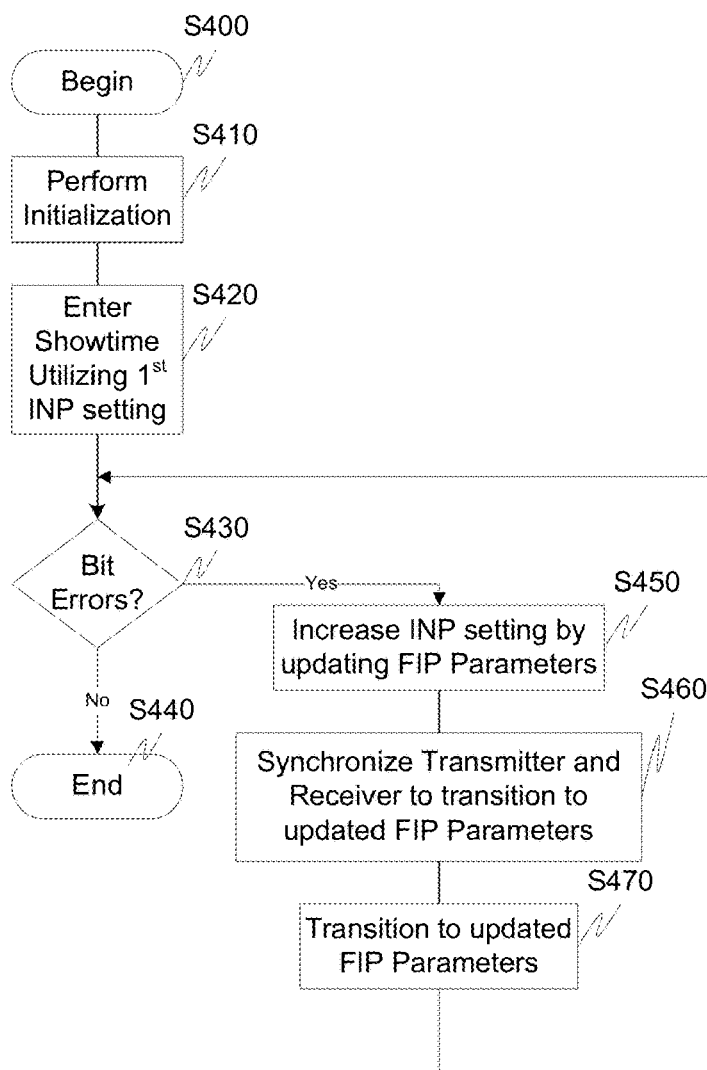 S400
Begin
S410
Perform
Initialization
S420
Enter
Showtime
Utilizing 1st
INP setting
S430
Bit
Errors?
Yes
S450
Increase INP setting by
updating FIP Parameters
No
S440
End
S460
Synchronize Transmitter and
Receiver to transition to
updated FIP Parameters
S470
Transition to updated
FIP Parameters